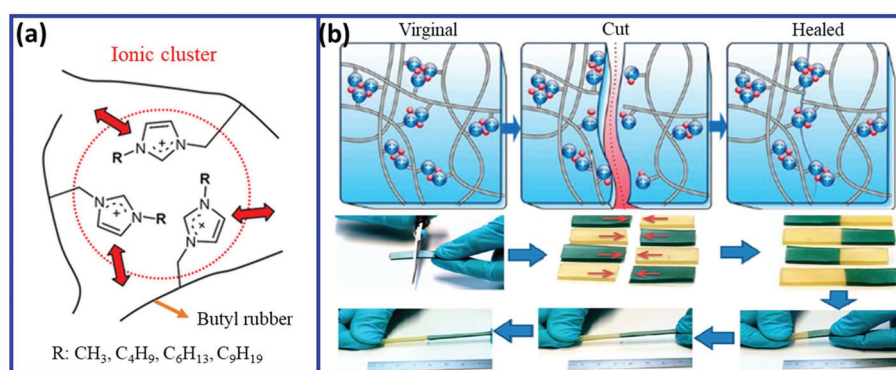 (a)
Ionic cluster
R
N
N
+
R
N
+
N
R
N
+
N
Butyl rubber
R: CH₃, C₄H₉, C₆H₁₃, C₉H₁₉
(b)
Virginal
Cut
Healed